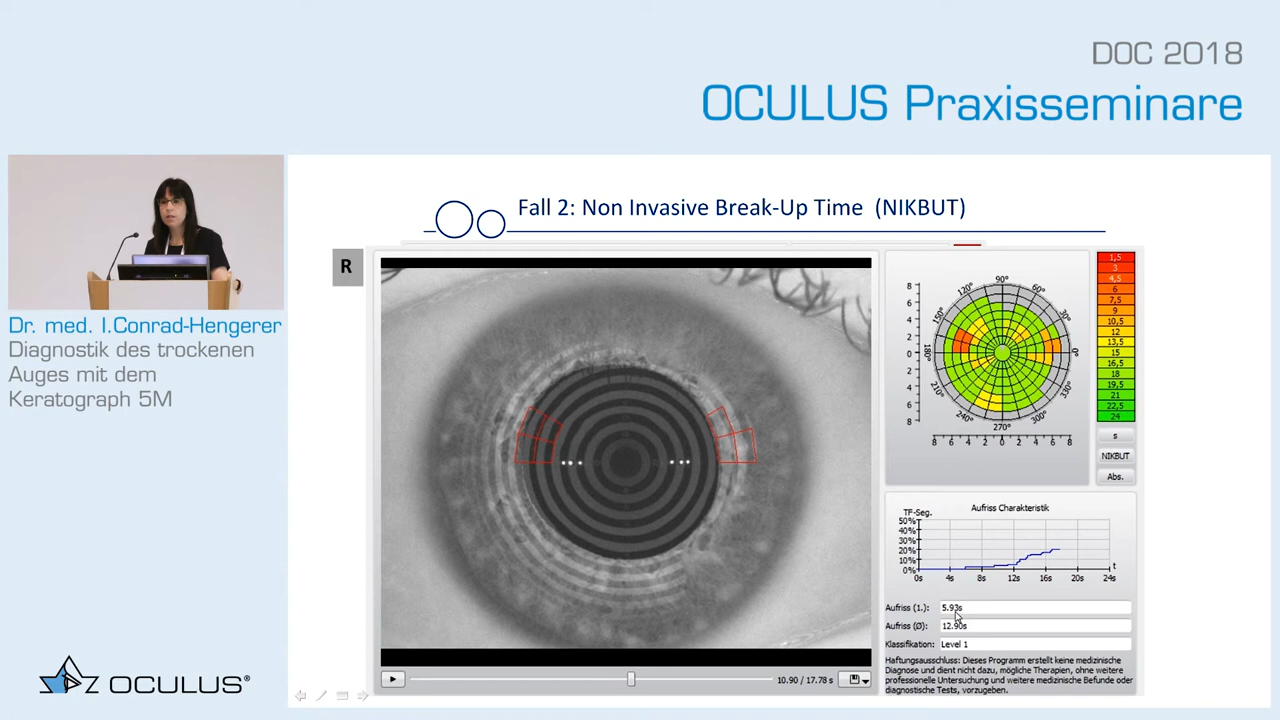 DOC 2018
OCULUS Praxisseminare
Dr. med. I.Conrad-Hengerer
Diagnostik des trockenen
Auges mit dem
Keratograph 5M
OCULUS®
Fall 2: Non Invasive Break-Up Time (NIKBUT)
R
10.90 / 17.78 s
90°
120°
60°
150°
30°
180°
0°
210°
330°
240°
300°
270°
8
6
4
2
0
2
4
6
8
8 6 4 2 0 2 4 6 8
1,5
3
4,5
6
7,5
9
10,5
12
13,5
15
16,5
18
19,5
21
22,5
24
s
NIKBUT
Abs.
Aufriss Charakteristik
TF-Seg.
50%
40%
30%
20%
10%
0%
0s 4s 8s 12s 16s 20s 24s
t
Aufriss (1.): 5.93s
Aufriss (Ø): 12.90s
Klassifikation: Level 1
Haftungsausschluss: Dieses Programm erstellt keine medizinische
Diagnose und dient nicht dazu, mögliche Therapien, ohne weitere
professionelle Untersuchung und weitere medizinische Befunde oder
diagnostische Tests, vorzugeben.